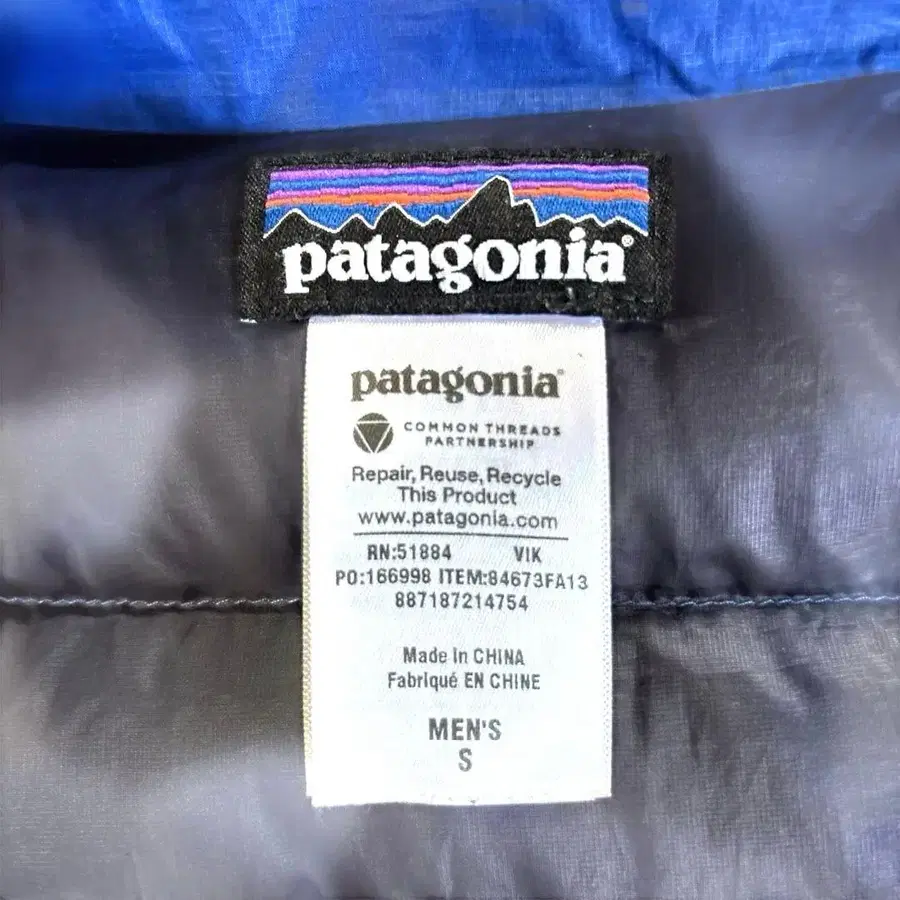 patagonia®
patagonia®
COMMON THREADS
PARTNERSHIP
Repair, Reuse, Recycle
This Product
www.patagonia.com
RN:51884 VIK
PO:166998 ITEM:84673FA13
887187214754
Made in CHINA
Fabriqué EN CHINE
MEN'S
S